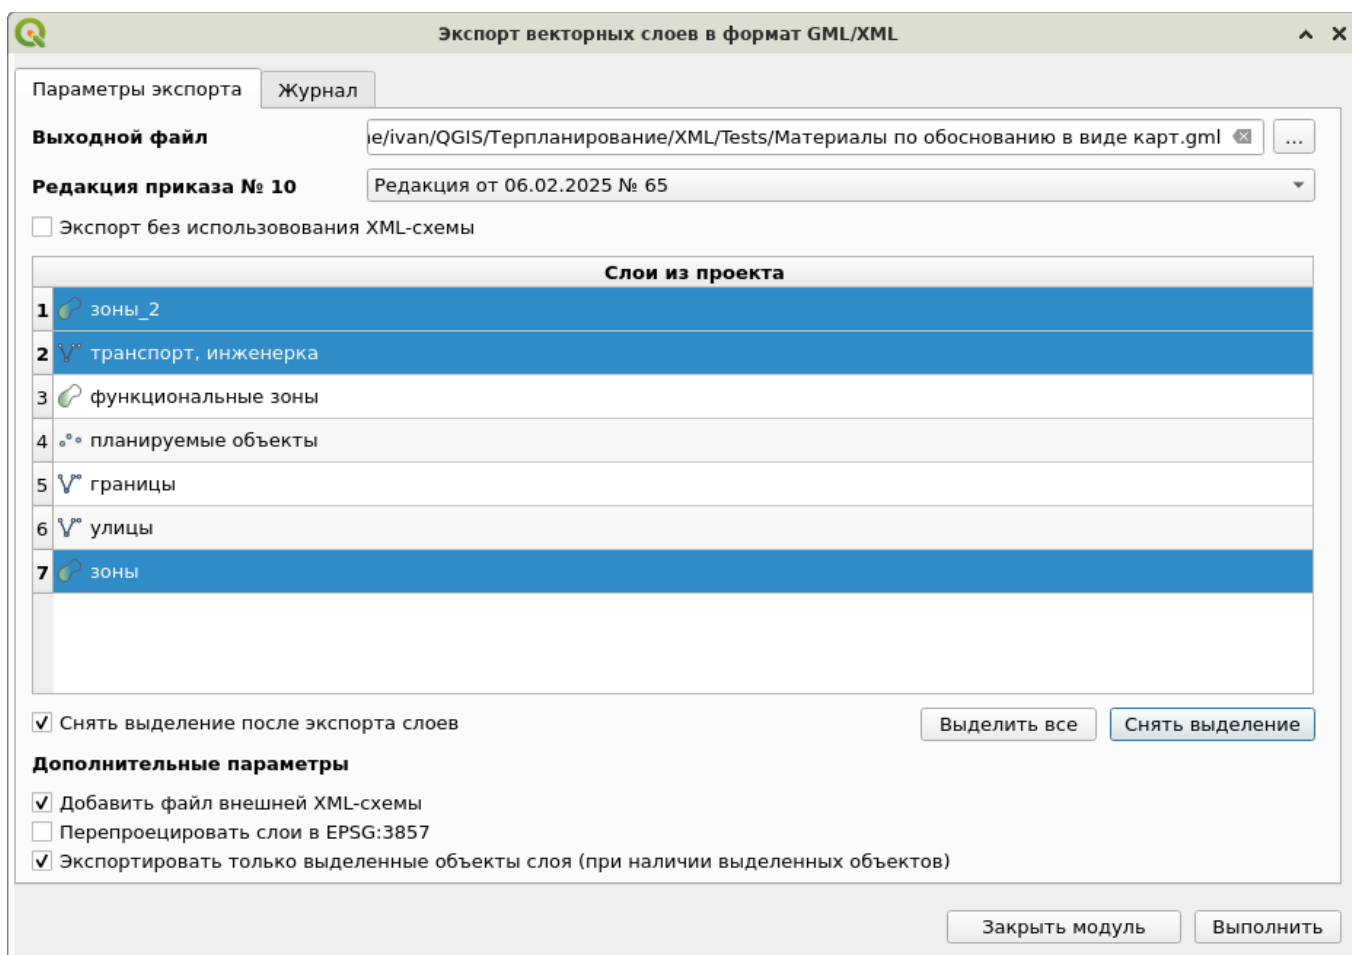 Экспорт векторных слоев в формат GML/XML
Параметры экспорта
Журнал
Выходной файл
ne/ivan/QGIS/Терпланирование/XML/Tests/Материалы по обоснованию в виде карт.gml
...
Редакция приказа № 10
Редакция от 06.02.2025 № 65
Экспорт без использовования XML-схемы
Слои из проекта
1 зоны_2
2 транспорт, инженерка
3 функциональные зоны
4 планируемые объекты
5 границы
6 улицы
7 зоны
Снять выделение после экспорта слоев
Выделить все
Снять выделение
Дополнительные параметры
Добавить файл внешней XML-схемы
Перепроецировать слои в EPSG:3857
Экспортировать только выделенные объекты слоя (при наличии выделенных объектов)
Закрыть модуль
Выполнить